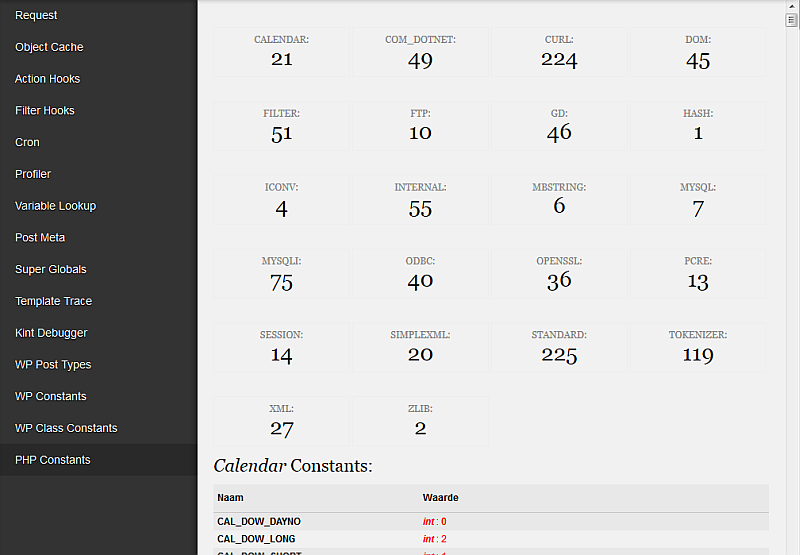 Request
Object Cache
Action Hooks
Filter Hooks
Cron
Profiler
Variable Lookup
Post Meta
Super Globals
Template Trace
Kint Debugger
WP Post Types
WP Constants
WP Class Constants
PHP Constants
CALENDAR: COM_DOTNET: CURL: DOM:
21 49 224 45
FILTER: FTP: GD: HASH:
51 10 46 1
ICONV: INTERNAL: MBSTRING: MYSQL:
4 55 6 7
MYSQLI: ODBC: OPENSSL: PCRE:
75 40 36 13
SESSION: SIMPLEXML: STANDARD: TOKENIZER:
14 20 225 119
XML: ZLIB:
27 2
Calendar Constants:
Naam Waarde
CAL_DOW_DAYNO int : 0
CAL_DOW_LONG int : 2